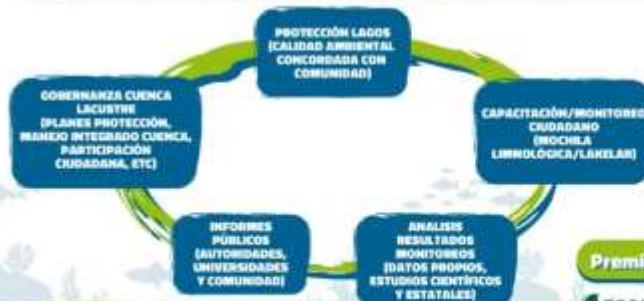 PROTECCIÓN LAGOS
(CALIDAD AMBIENTAL
CONCORDADA CON
COMUNIDAD)
GOBERNANZA CUENCA
LACUSTRE
(PLANES PROTECCIÓN,
MANEJO INTEGRADO CUENCA,
PARTICIPACIÓN
CIUDADANA, ETC)
CAPACITACIÓN/MONITOREO
CIUDADANO
(MOCHILA
LIMNOLÓGICA/LAKELAB)
INFORMES
PÚBLICOS
(AUTORIDADES,
UNIVERSIDADES
Y COMUNIDAD)
ANALISIS
RESULTADOS
MONITOREOS
(DATOS PROPIOS,
ESTUDIOS CIENTÍFICOS
Y ESTATALES)
Premi